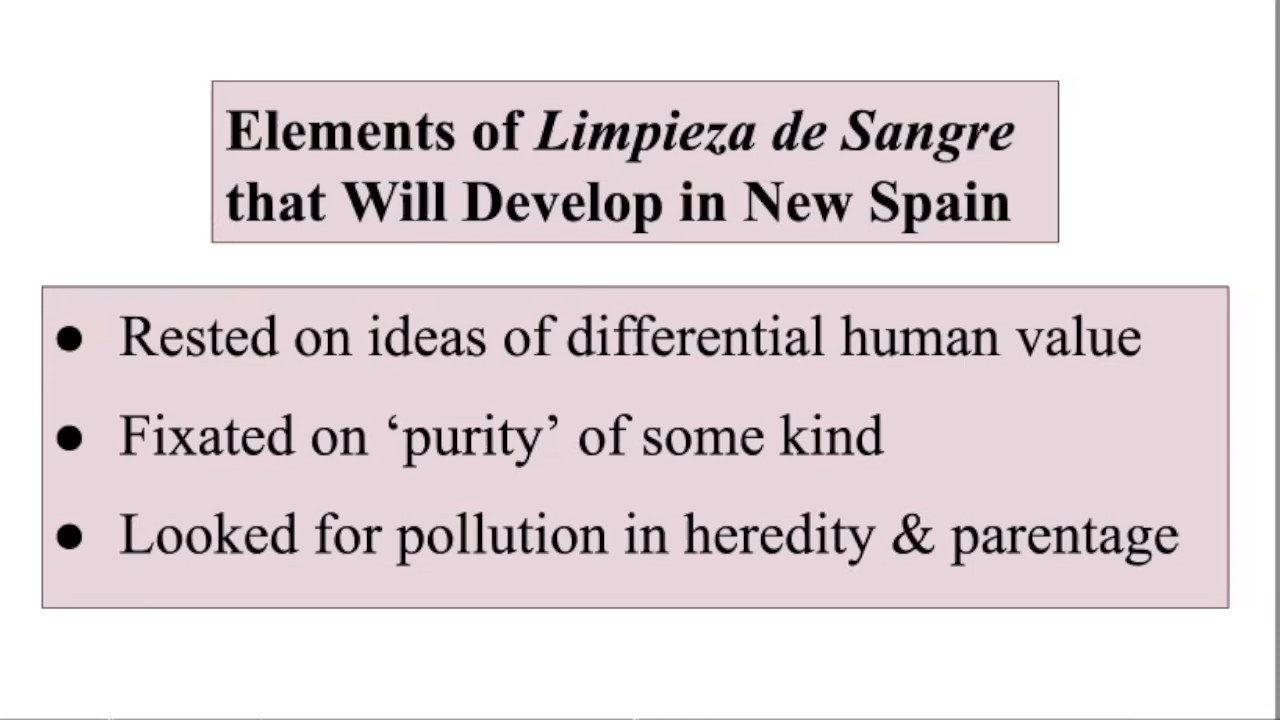 Elements of Limpieza de Sangre
that Will Develop in New Spain
● Rested on ideas of differential human value
● Fixated on ‘purity’ of some kind
● Looked for pollution in heredity & parentage